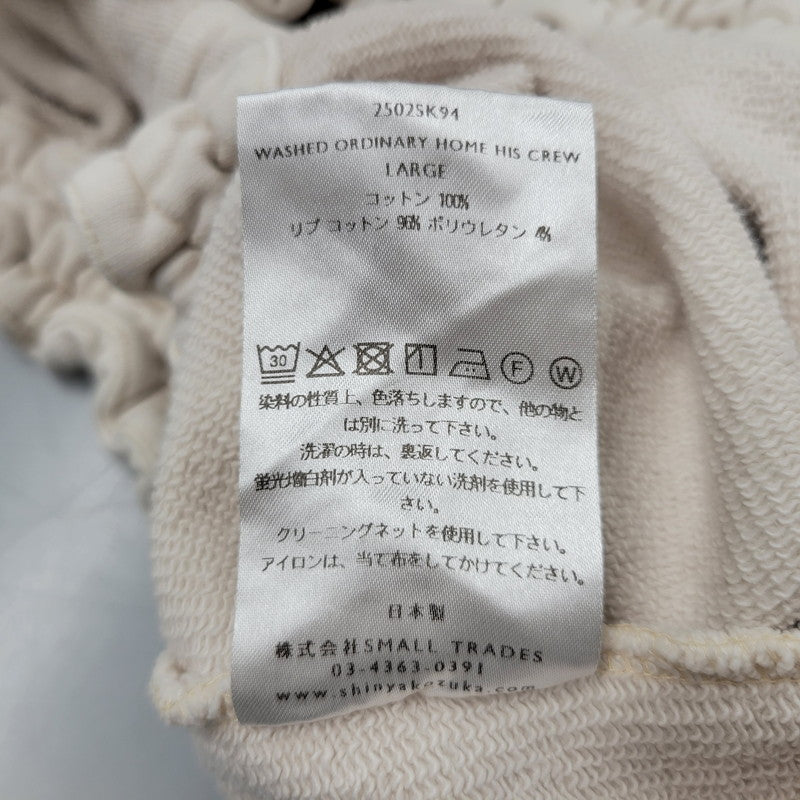 2502SK94
WASHED ORDINARY HOME HIS CREW
LARGE
コットン 100%
リブ コットン 96% ポリウレタン 4%
30
F
W
染料の性質上、色落ちしますので、他の物と
は別に洗って下さい。
洗濯の時は、裏返してください。
蛍光増白剤が入っていない洗剤を使用して下
さい。
クリーニングネットを使用して下さい。
アイロンは、当て布をしてかけてください。
日本製
株式会社SMALL TRADES
03-4363-0391
www.shinyakozuka.com